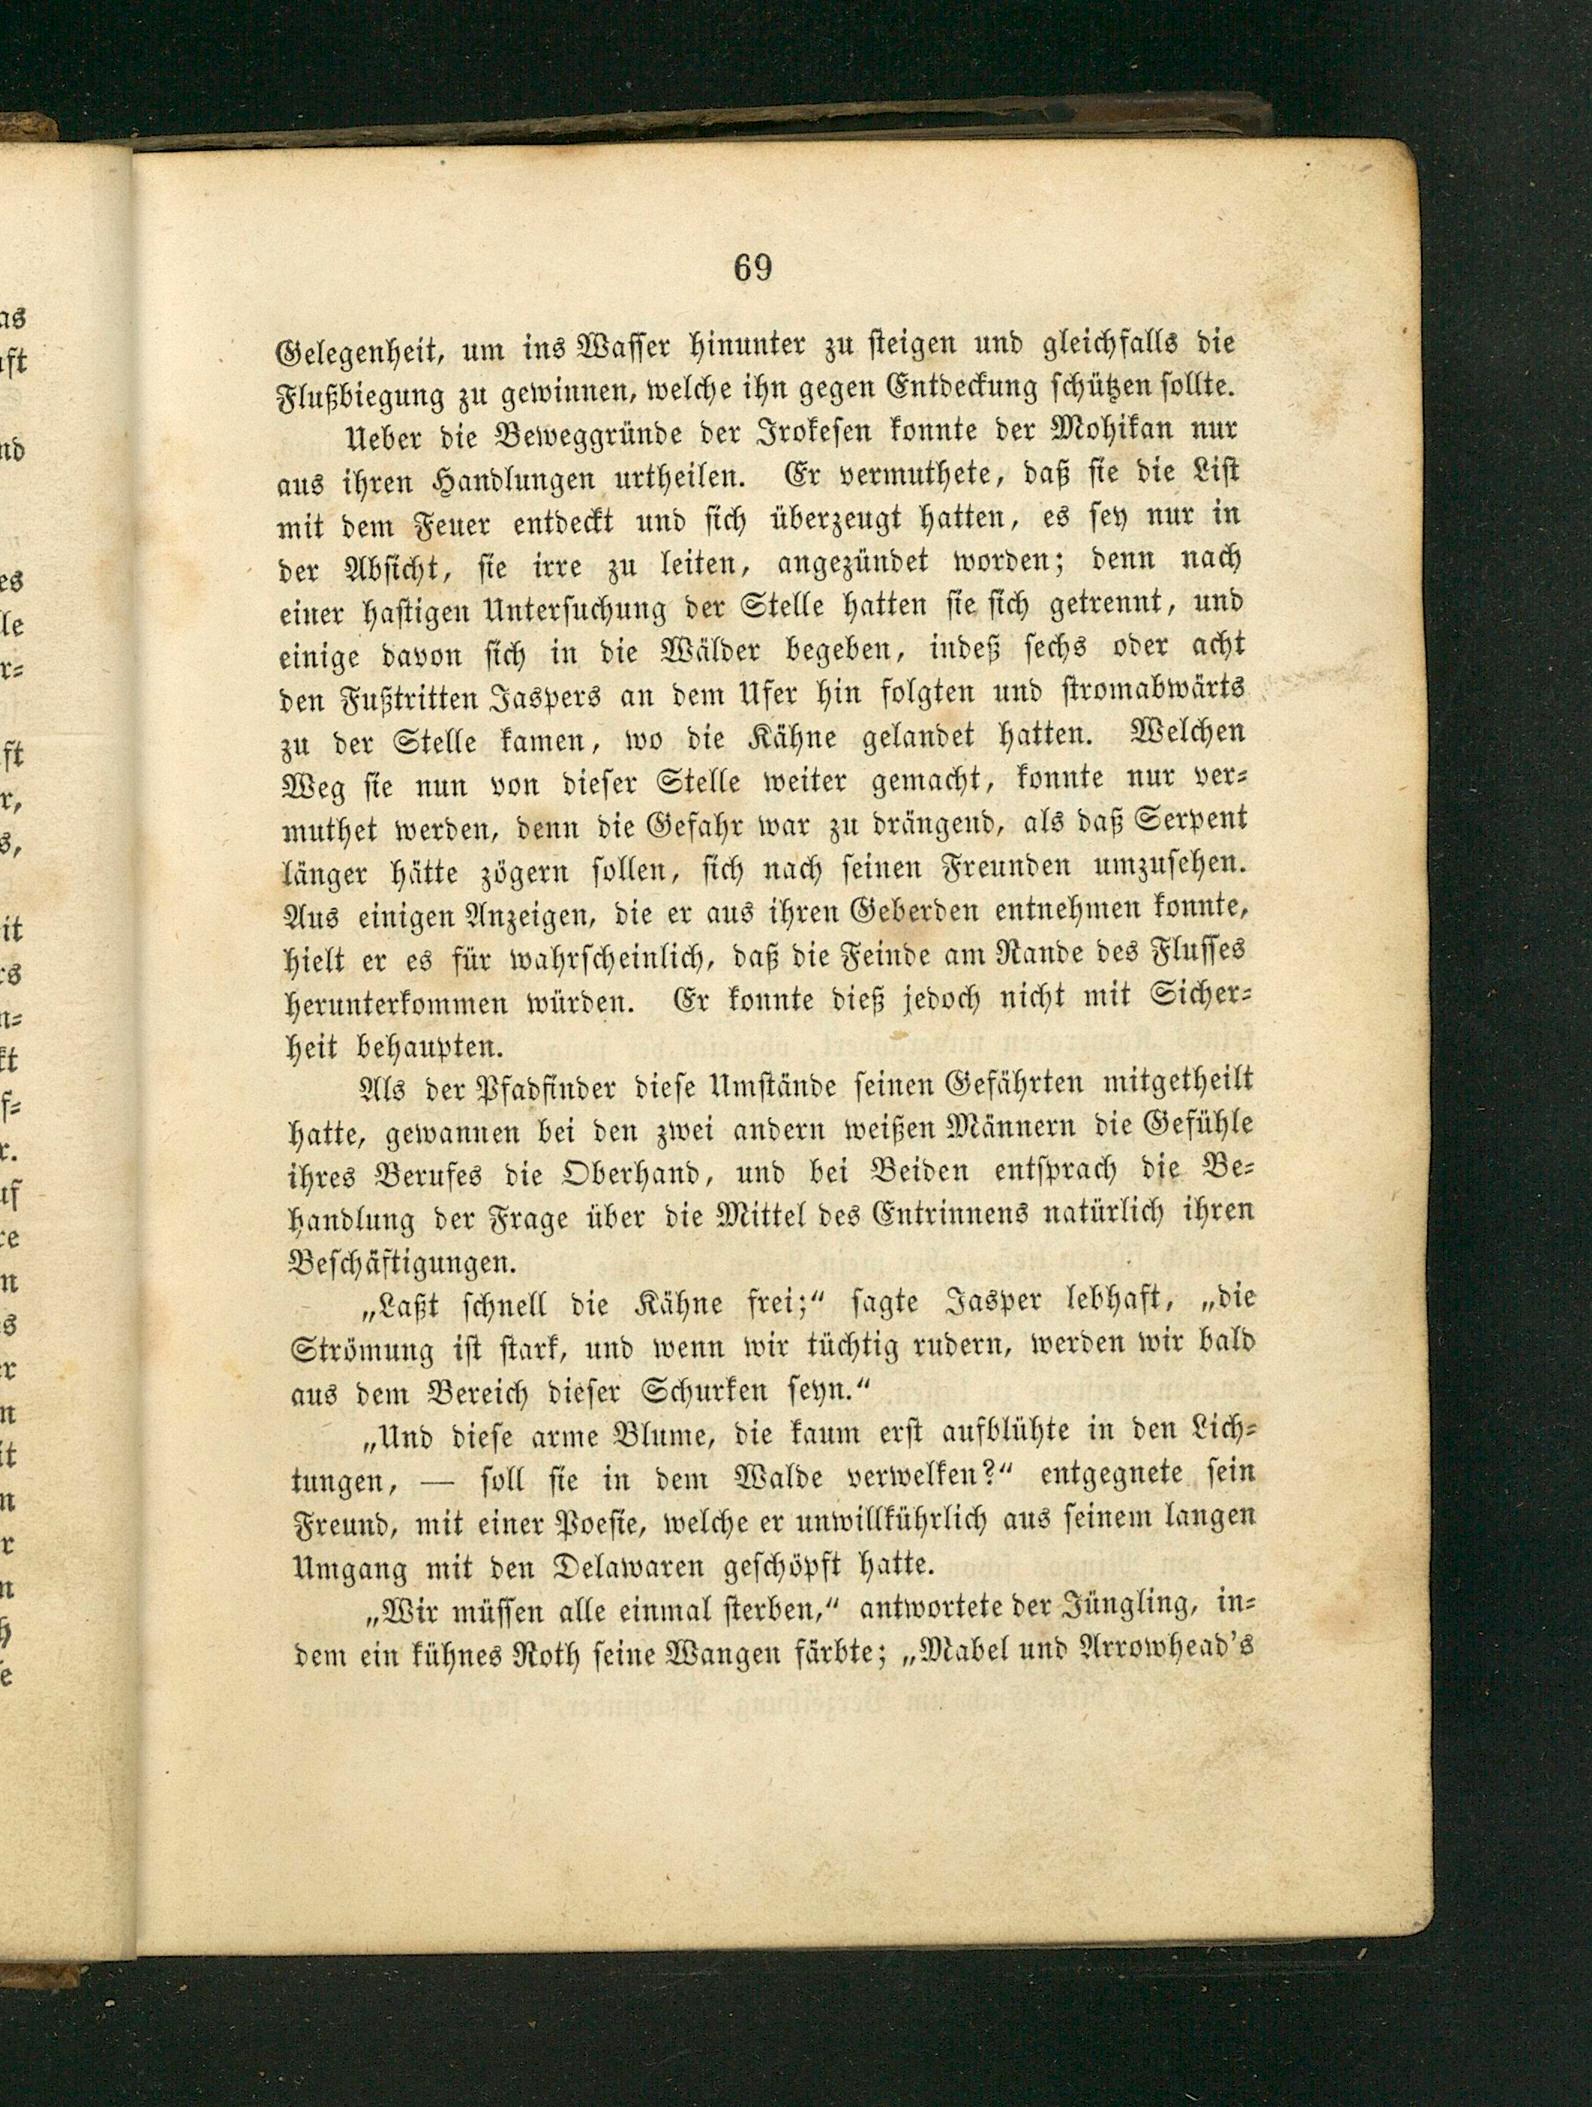 69
Gelegenheit, um ins Wasser hinunter zu steigen und gleichfalls die
Flußbiegung zu gewinnen, welche ihn gegen Entdeckung schützen sollte.
Ueber die Beweggründe der Irokesen konnte der Mohikan nur
aus ihren Handlungen urtheilen. Er vermuthete, daß sie die List
mit dem Feuer entdeckt und sich überzeugt hatten, es sey nur in
der Absicht, sie irre zu leiten, angezündet worden; denn nach
einer hastigen Untersuchung der Stelle hatten sie sich getrennt, und
einige davon sich in die Wälder begeben, indeß sechs oder acht
den Fußtritten Jaspers an dem Ufer hin folgten und stromabwärts
zu der Stelle kamen, wo die Kähne gelandet hatten. Welchen
Weg sie nun von dieser Stelle weiter gemacht, konnte nur ver-
muthet werden, denn die Gefahr war zu drängend, als daß Serpent
länger hätte zögern sollen, sich nach seinen Freunden umzusehen.
Aus einigen Anzeigen, die er aus ihren Geberden entnehmen konnte,
hielt er es für wahrscheinlich, daß die Feinde am Rande des Flusses
herunterkommen würden. Er konnte dieß jedoch nicht mit Sicher-
heit behaupten.
Als der Pfadfinder diese Umstände seinen Gefährten mitgetheilt
hatte, gewannen bei den zwei andern weißen Männern die Gefühle
ihres Berufes die Oberhand, und bei Beiden entsprach die Be-
handlung der Frage über die Mittel des Entrinnens natürlich ihren
Beschäftigungen.
„Laßt schnell die Kähne frei;“ sagte Jasper lebhaft, „die
Strömung ist stark, und wenn wir tüchtig rudern, werden wir bald
aus dem Bereich dieser Schurken seyn.“
„Und diese arme Blume, die kaum erst aufblühte in den Lich-
tungen, — soll sie in dem Walde verwelken?“ entgegnete sein
Freund, mit einer Poesie, welche er unwillkührlich aus seinem langen
Umgang mit den Delawaren geschöpft hatte.
„Wir müssen alle einmal sterben,“ antwortete der Jüngling, in-
dem ein kühnes Roth seine Wangen färbte; „Mabel und Arrowhead's